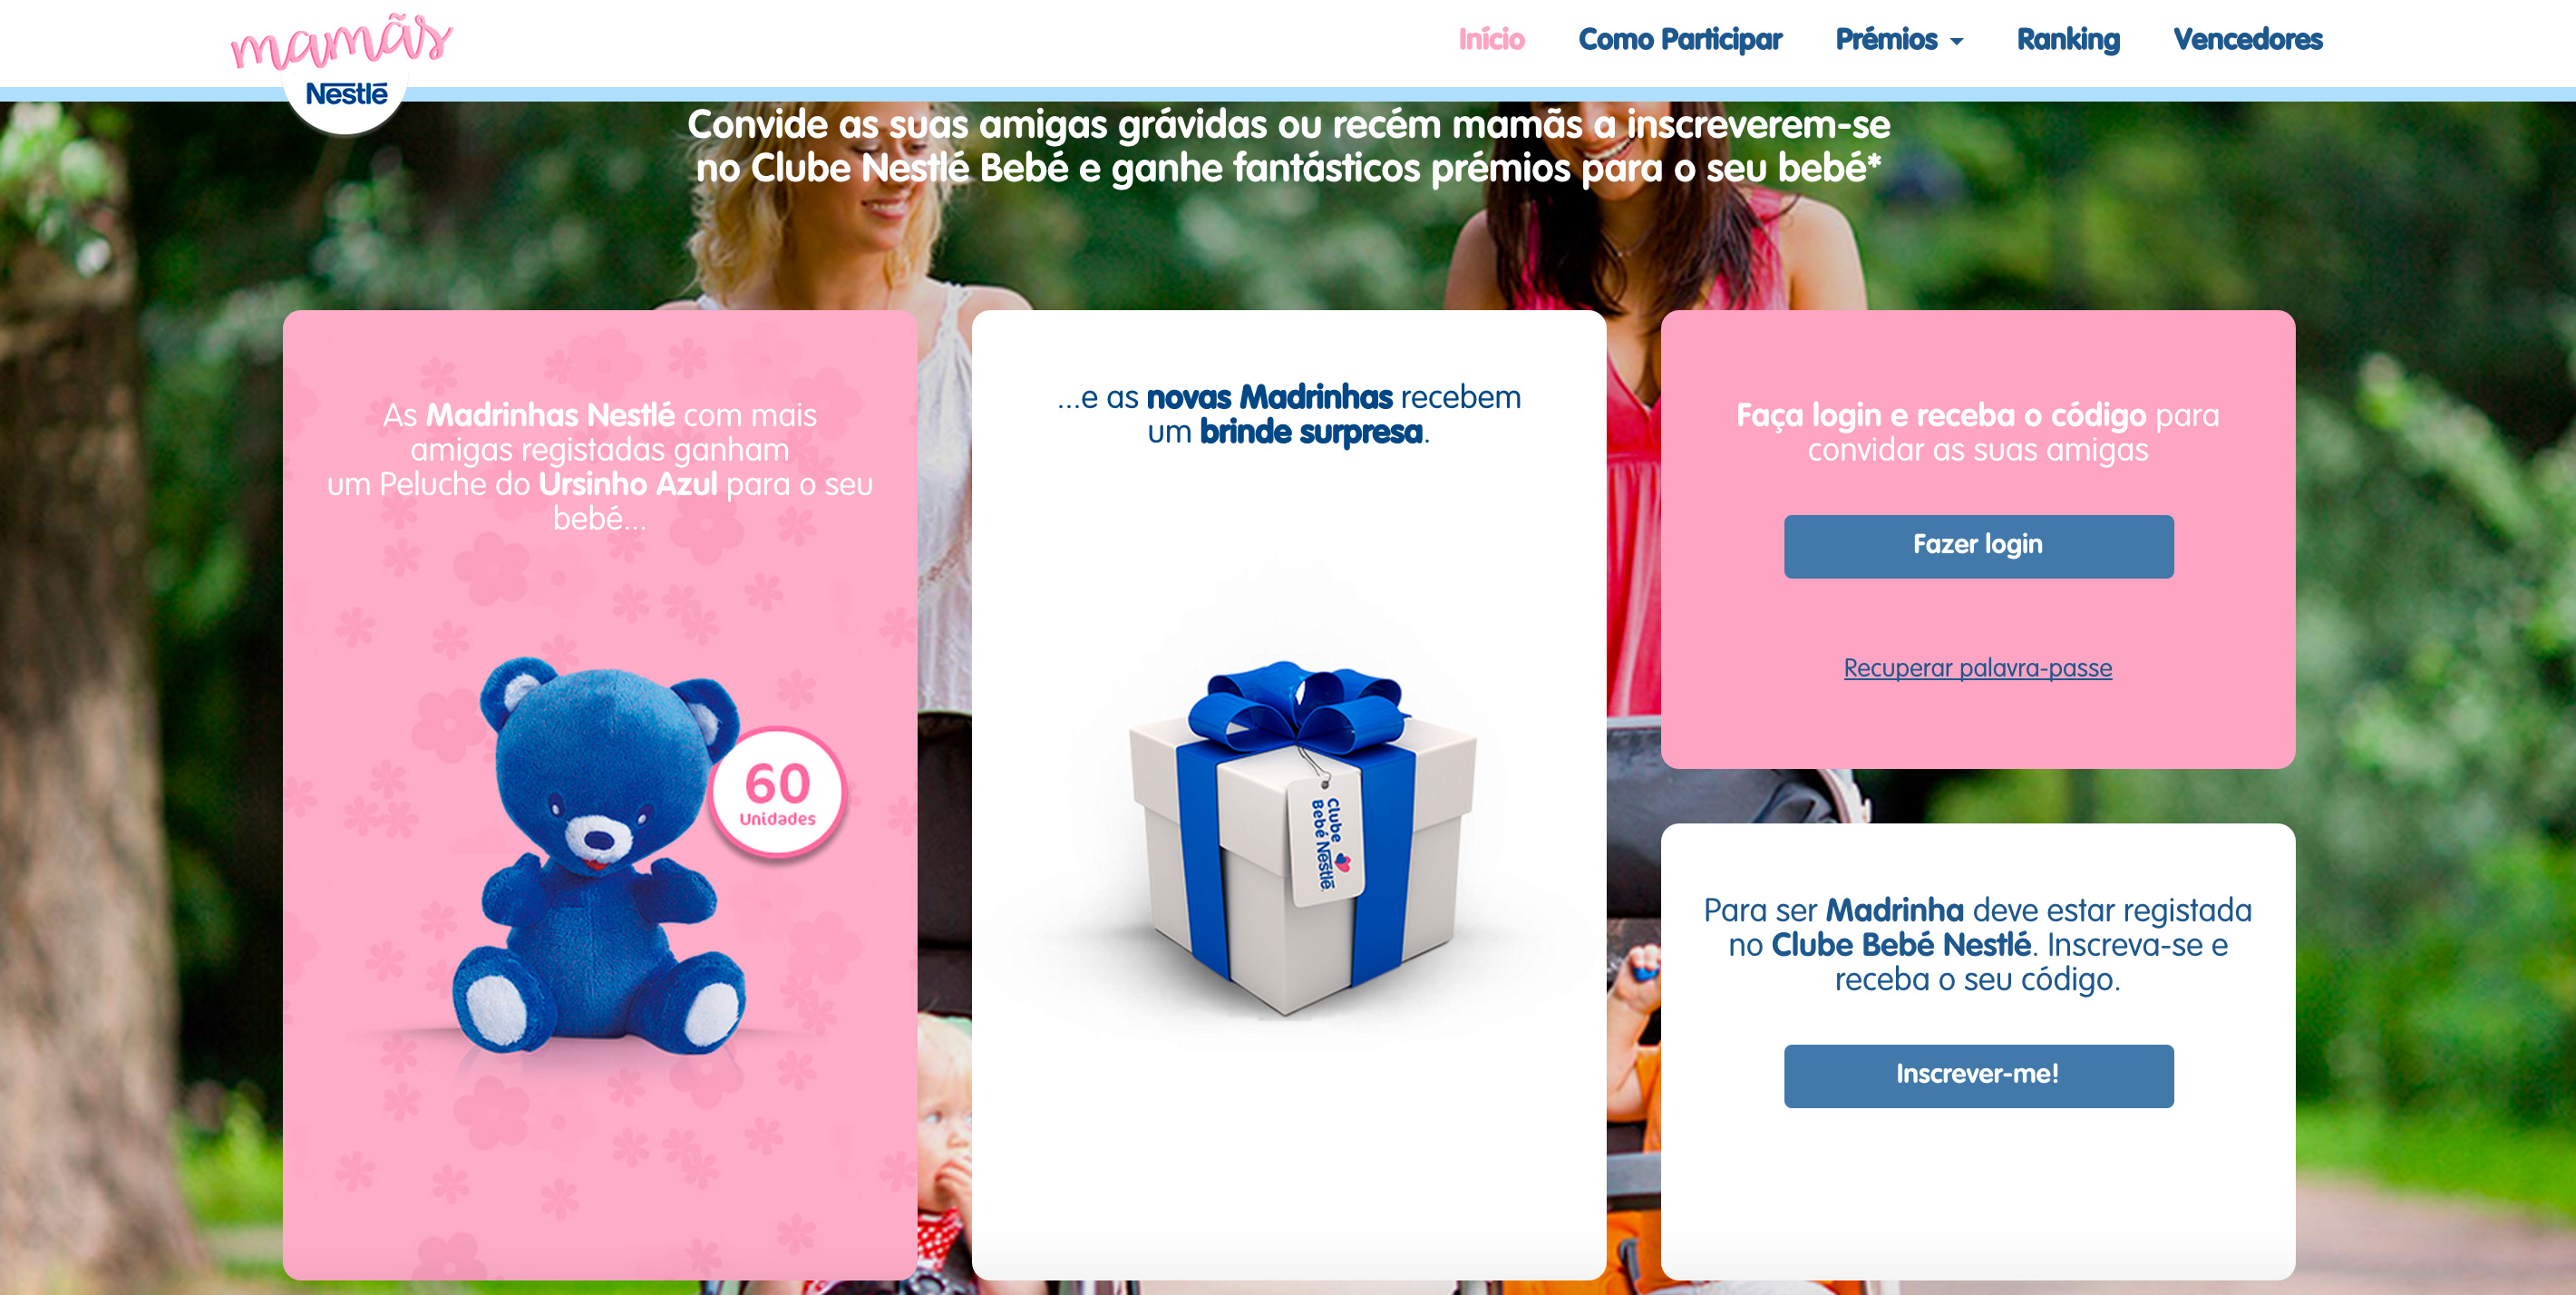 mamãs
Nestlé
Início Como Participar Prémios Ranking Vencedores
Convide as suas amigas grávidas ou recém mamãs a inscreverem-se
no Clube Nestlé Bebé e ganhe fantásticos prémios para o seu bebé*
As Madrinhas Nestlé com mais
amigas registadas ganham
um Peluche do Ursinho Azul para o seu
bebé...
60
Unidades
...e as novas Madrinhas recebem
um brinde surpresa.
Clube
Bebé Nestlé
Faça login e receba o código para
convidar as suas amigas
Fazer login
Recuperar palavra-passe
Para ser Madrinha deve estar registada
no Clube Bebé Nestlé. Inscreva-se e
receba o seu código.
Inscrever-me!